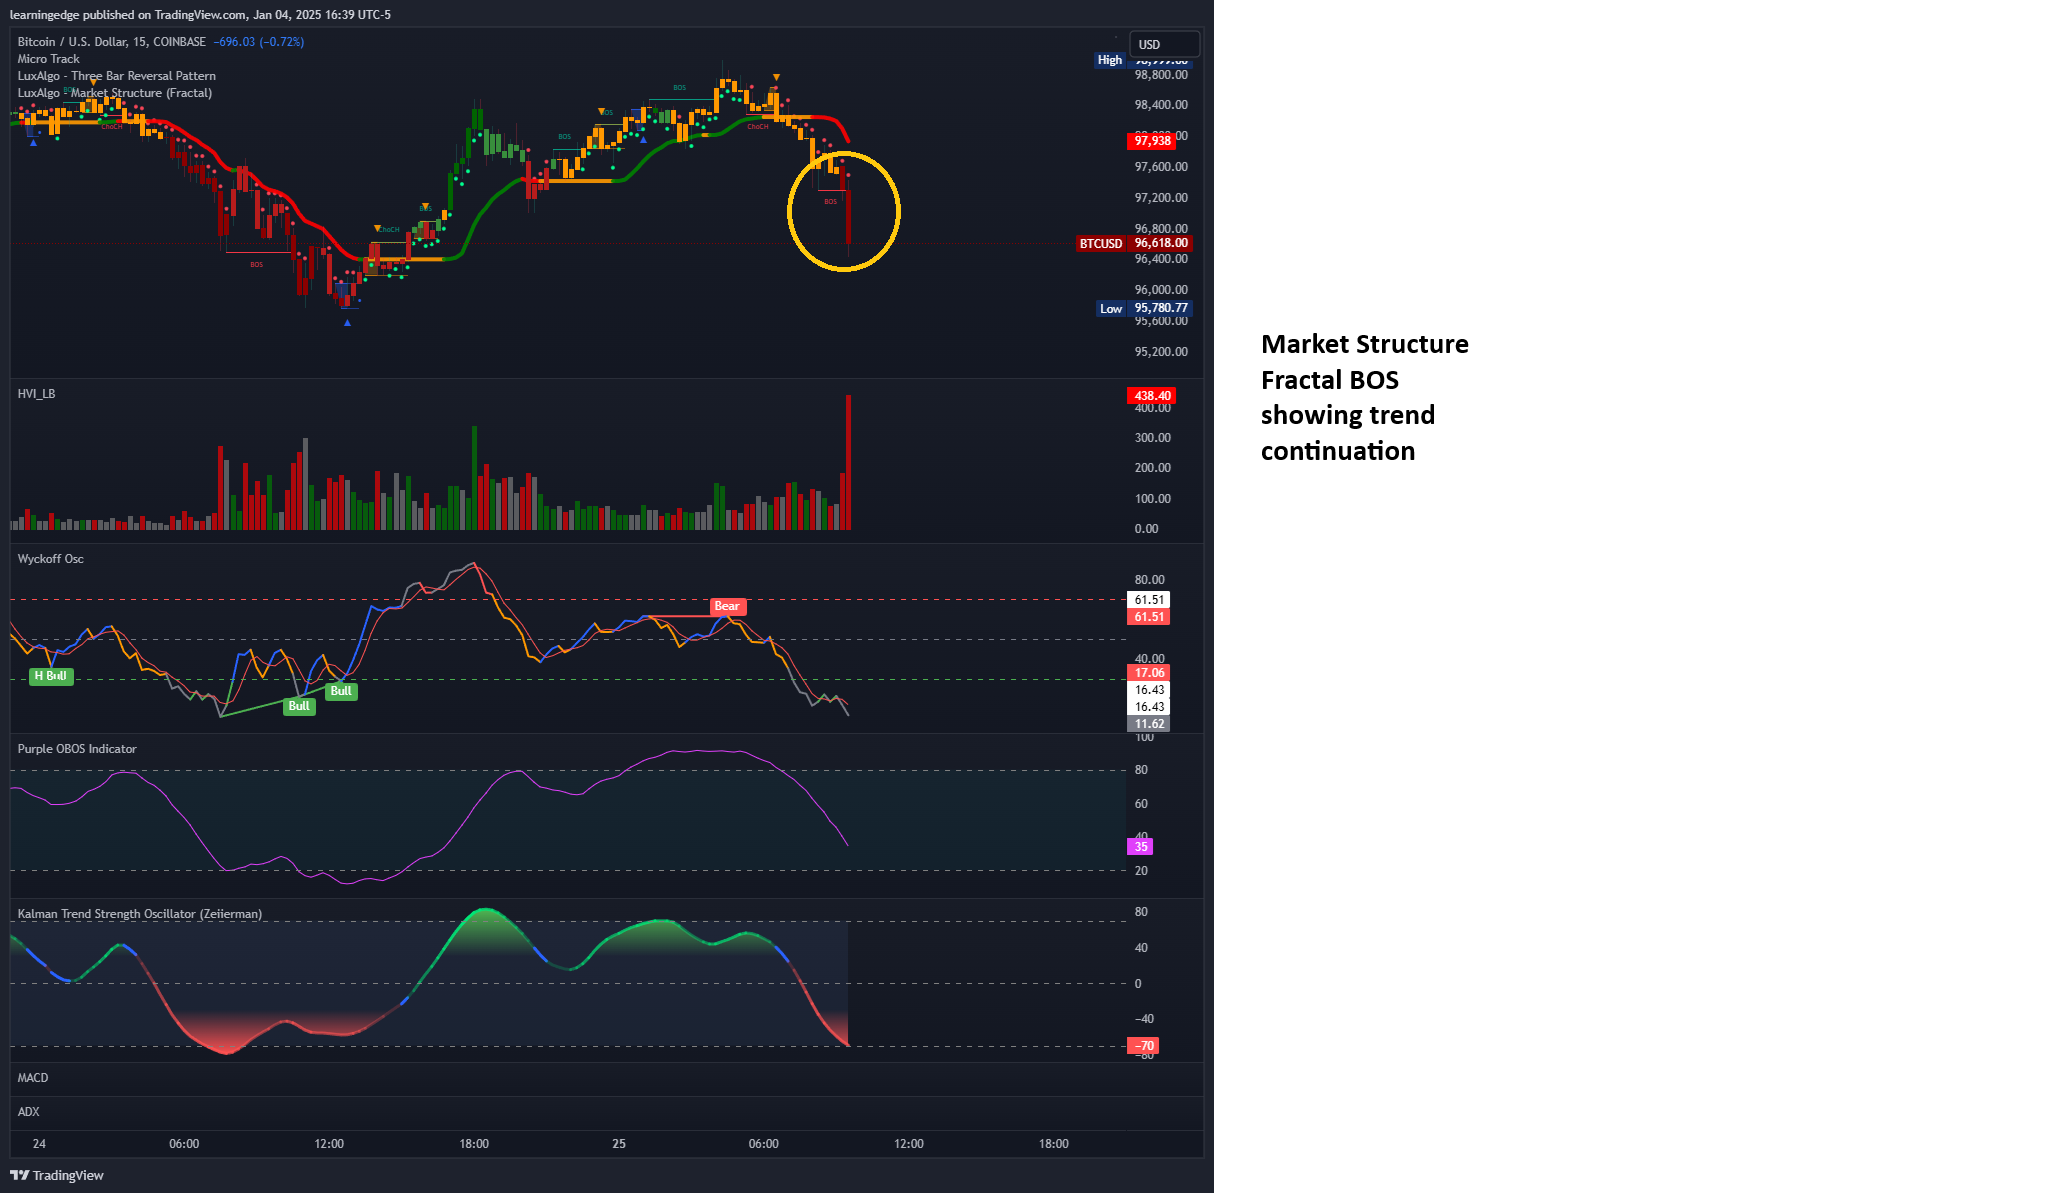 learningedge published on TradingView.com, Jan 04, 2025 16:39 UTC-5
Bitcoin / U.S. Dollar, 15, COINBASE −696.03 (−0.72%)
Micro Track
LuxAlgo - Three Bar Reversal Pattern
LuxAlgo - Market Structure (Fractal)
USD
High
98,800.00
98,400.00
97,938
97,600.00
97,200.00
96,800.00
BTCUSD 96,618.00
96,400.00
96,000.00
Low 95,780.77
95,600.00
95,200.00
BOS
ChoCH
BOS
ChoCH
BOS
BOS
BOS
BOS
ChoCH
BOS
Market Structure
Fractal BOS
showing trend
continuation
HVI_LB
438.40
400.00
300.00
200.00
100.00
0.00
Wyckoff Osc
80.00
61.51
61.51
40.00
17.06
16.43
16.43
11.62
H Bull
Bull
Bull
Bear
Purple OBOS Indicator
100
80
60
40
35
20
Kalman Trend Strength Oscillator (Zeiierman)
80
40
0
−40
−70
−80
MACD
ADX
24 06:00 12:00 18:00 25 06:00 12:00 18:00
TradingView